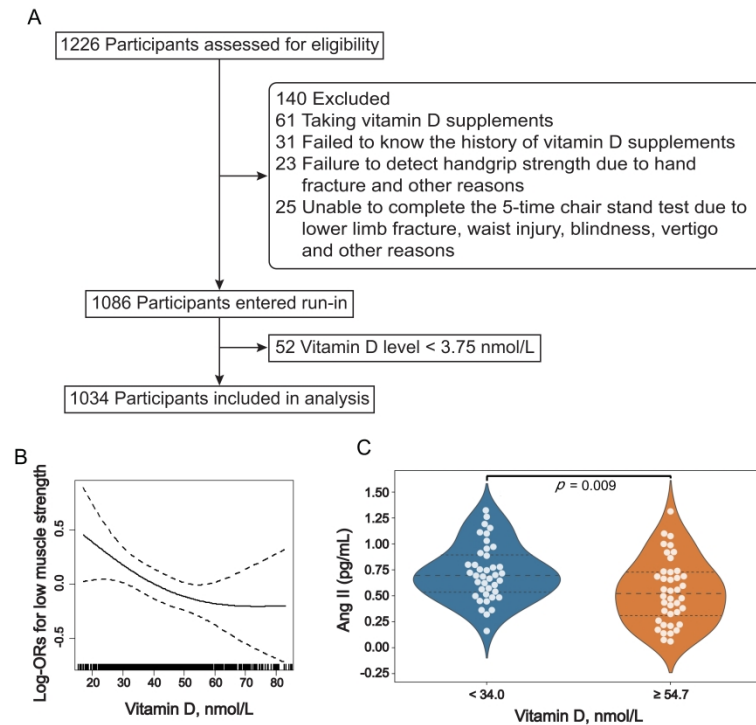 A
1226 Participants assessed for eligibility
140 Excluded
61 Taking vitamin D supplements
31 Failed to know the history of vitamin D supplements
23 Failure to detect handgrip strength due to hand
fracture and other reasons
25 Unable to complete the 5-time chair stand test due to
lower limb fracture, waist injury, blindness, vertigo
and other reasons
1086 Participants entered run-in
52 Vitamin D level < 3.75 nmol/L
1034 Participants included in analysis
B
Log-ORs for low muscle strength
0.5
0.0
-0.5
20 30 40 50 60 70 80
Vitamin D, nmol/L
C
p = 0.009
Ang II (pg/mL)
1.50
1.25
1.00
0.75
0.50
0.25
0.00
-0.25
< 34.0
≥ 54.7
Vitamin D, nmol/L